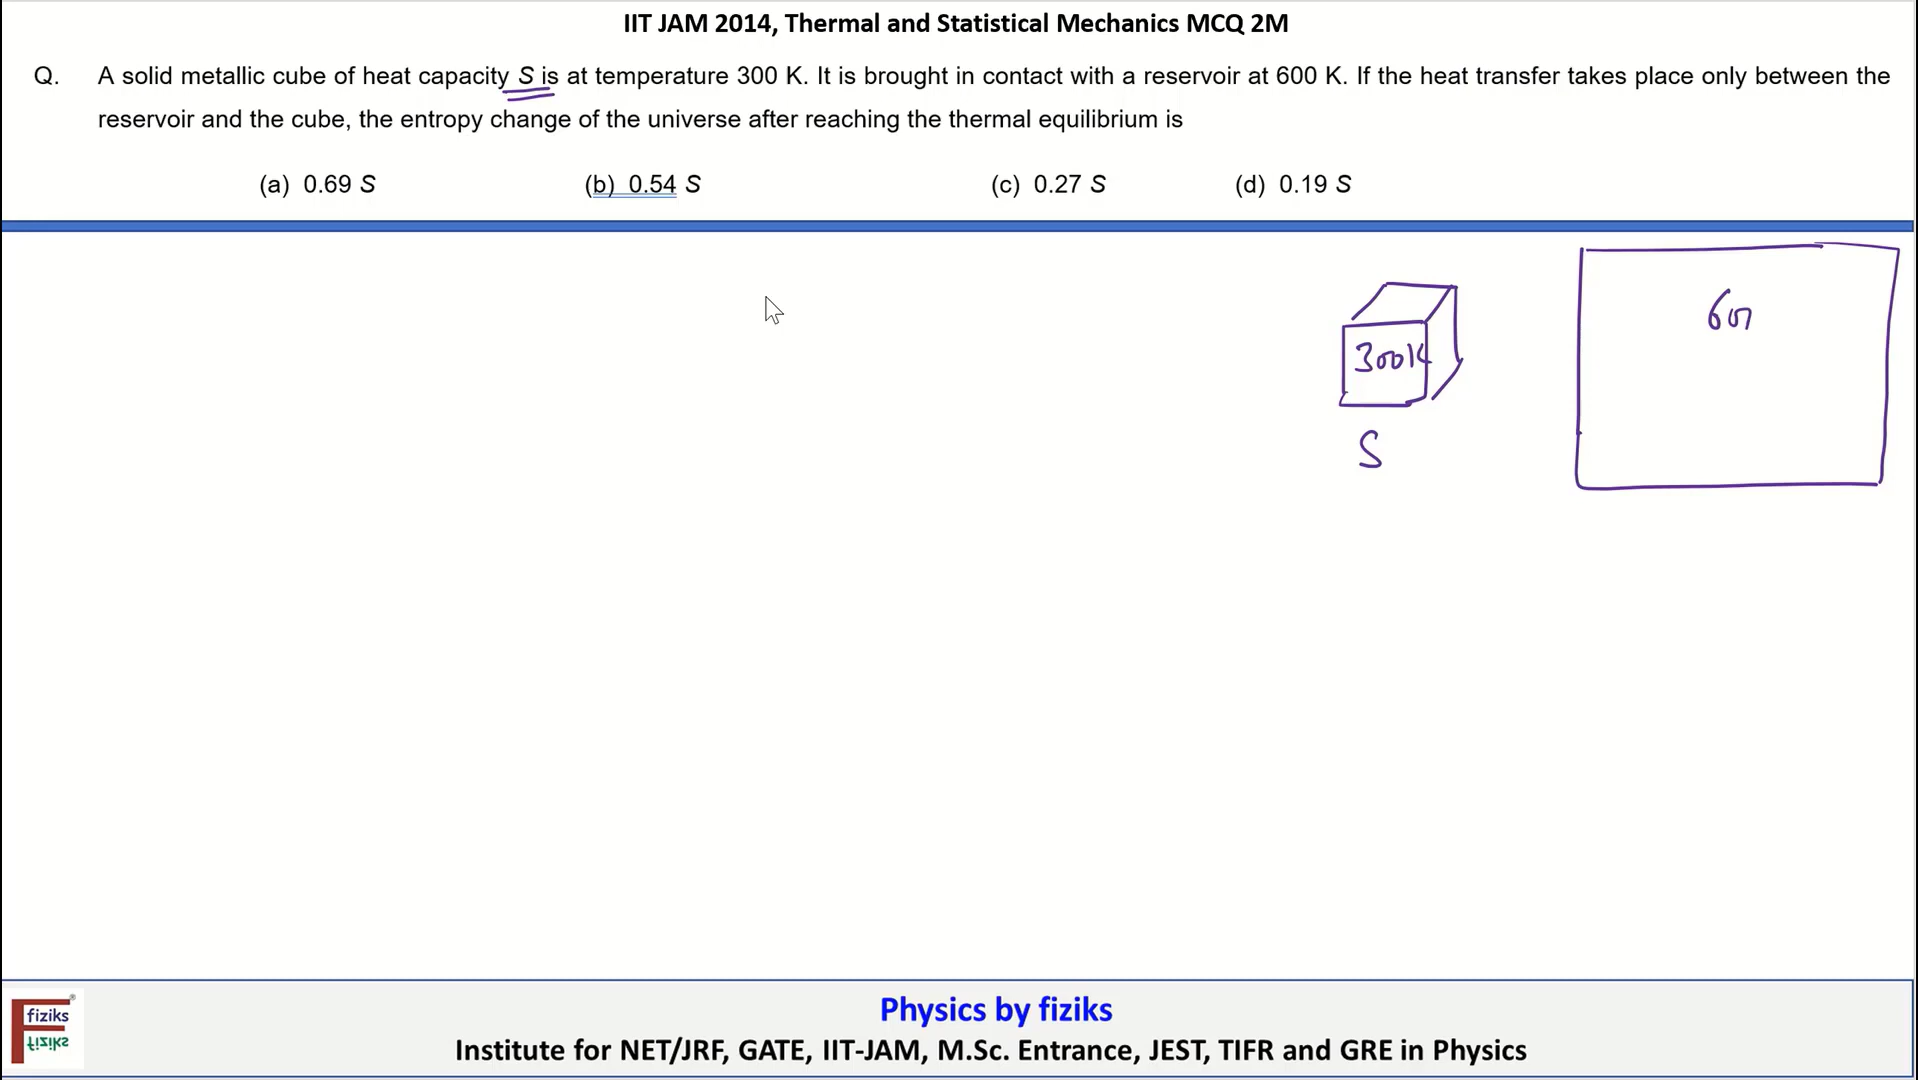 IIT JAM 2014, Thermal and Statistical Mechanics MCQ 2M
Q. A solid metallic cube of heat capacity S is at temperature 300 K. It is brought in contact with a reservoir at 600 K. If the heat transfer takes place only between the
reservoir and the cube, the entropy change of the universe after reaching the thermal equilibrium is
(a) 0.69 S (b) 0.54 S (c) 0.27 S (d) 0.19 S
600
300K
S
fiziks
fiziks
Physics by fiziks
Institute for NET/JRF, GATE, IIT-JAM, M.Sc. Entrance, JEST, TIFR and GRE in Physics